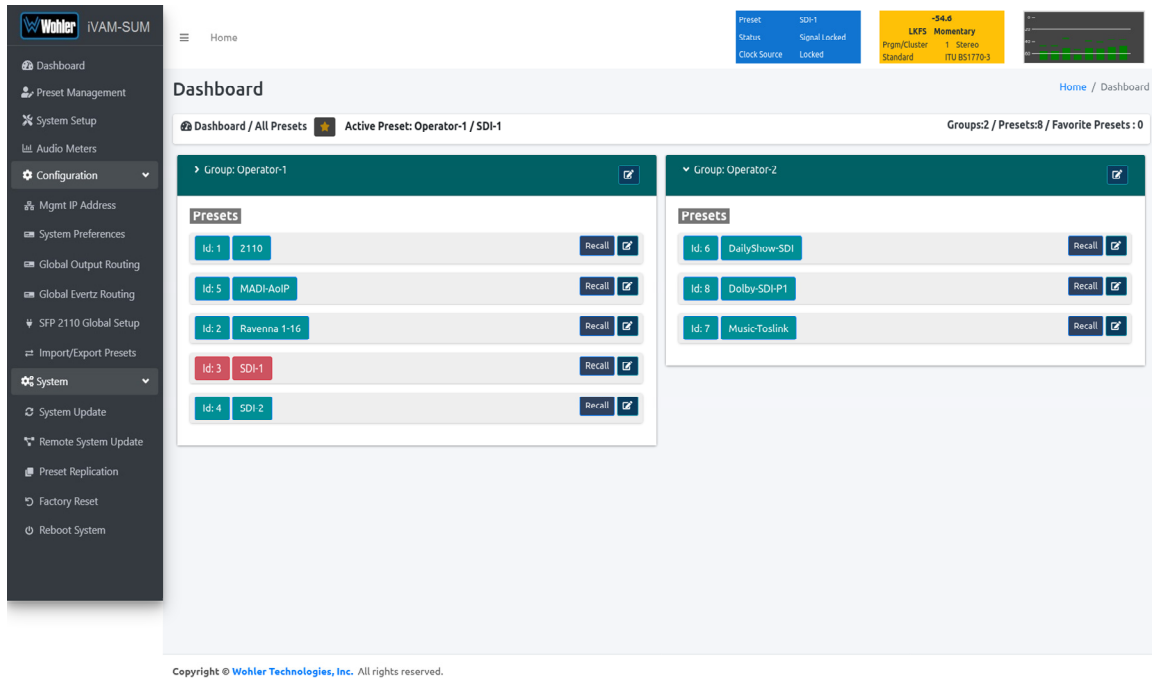 Wohler iVAM-SUM
Dashboard
Preset Management
System Setup
Audio Meters
Configuration
Mgmt IP Address
System Preferences
Global Output Routing
Global Evertz Routing
SFP 2110 Global Setup
Import/Export Presets
System
System Update
Remote System Update
Preset Replication
Factory Reset
Reboot System
Home
Preset SDI-1
Status Signal Locked
Clock Source Locked
-54.6
LKFS Momentary
Prgm/Cluster 1 Stereo
Standard ITU BS1770-3
Dashboard
Home / Dashboard
Dashboard / All Presets Active Preset: Operator-1 / SDI-1
Groups:2 / Presets:8 / Favorite Presets : 0
Group: Operator-1
Presets
Id: 1 2110 Recall
Id: 5 MADI-AoIP Recall
Id: 2 Ravenna 1-16 Recall
Id: 3 SDI-1 Recall
Id: 4 SDI-2 Recall
Group: Operator-2
Presets
Id: 6 DailyShow-SDI Recall
Id: 8 Dolby-SDI-P1 Recall
Id: 7 Music-Toslink Recall
Copyright © Wohler Technologies, Inc. All rights reserved.